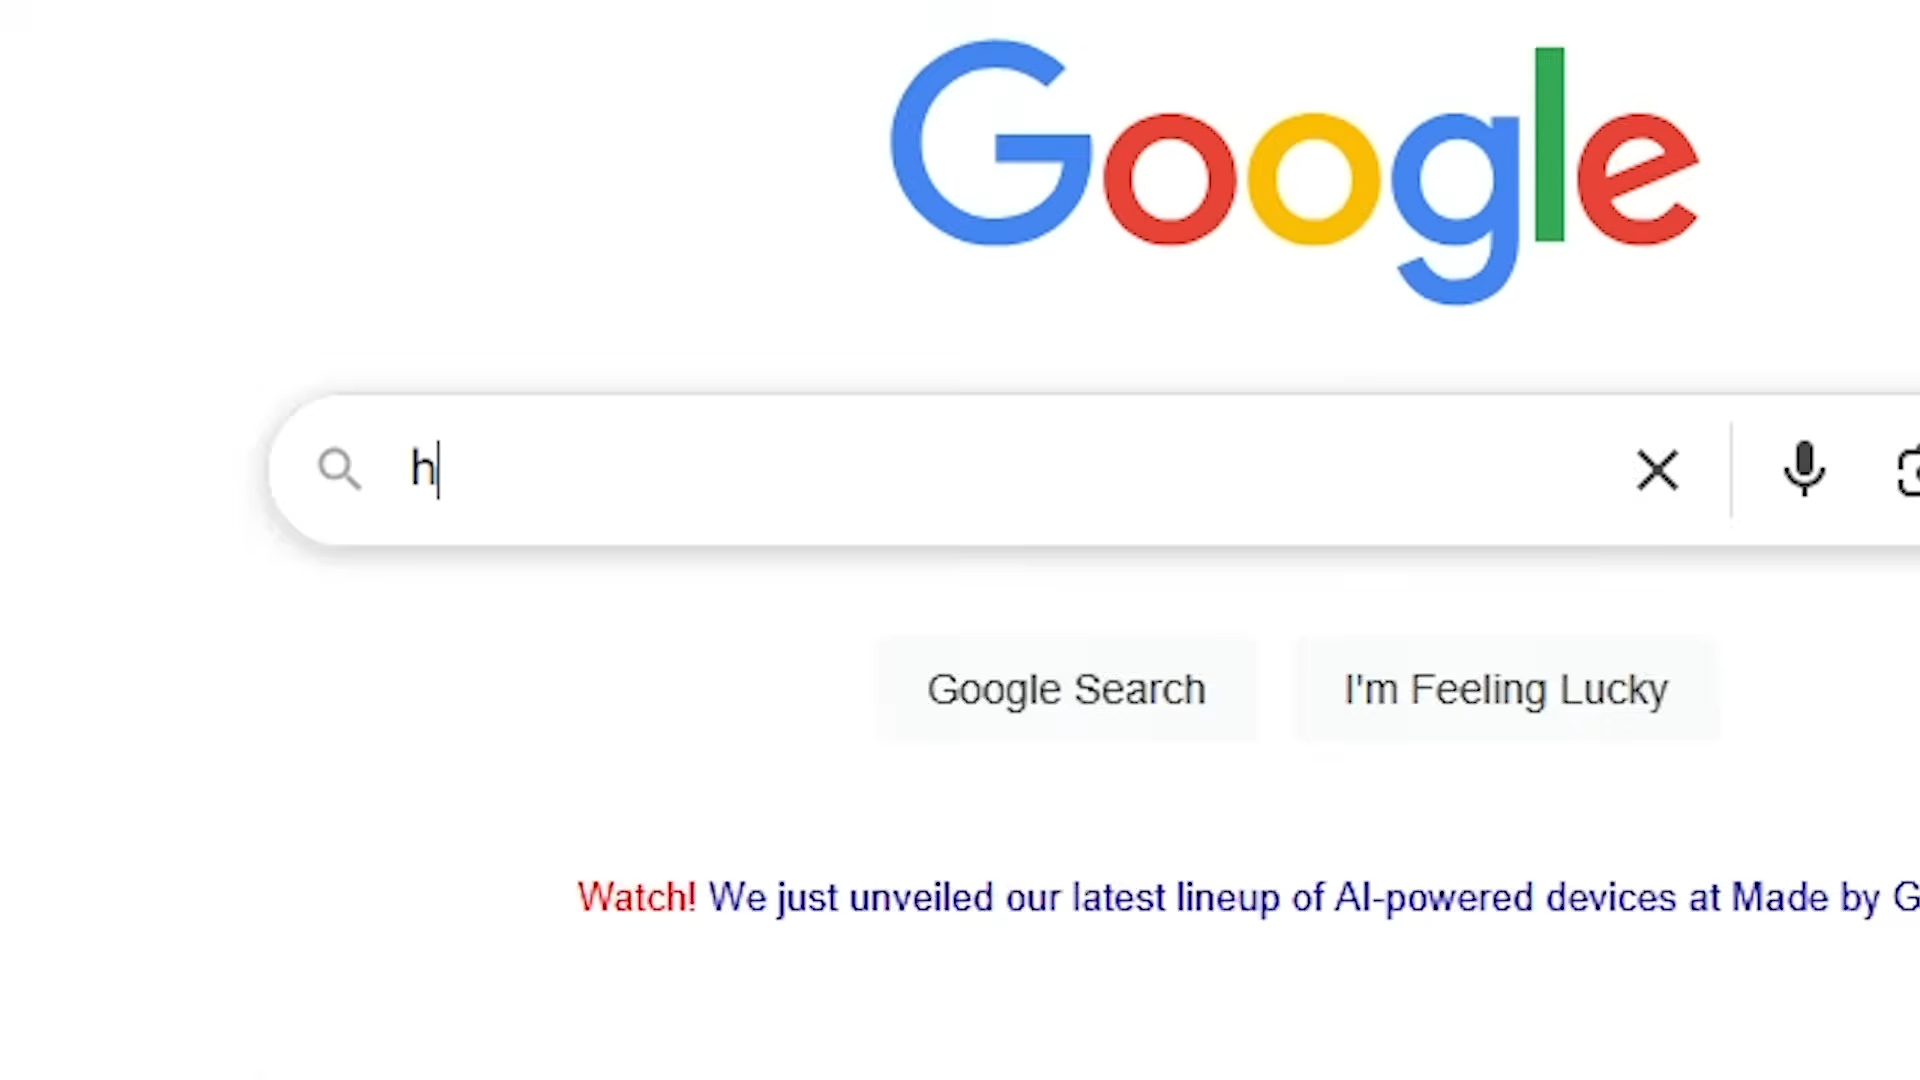 Google
h
Google Search
I'm Feeling Lucky
Watch! We just unveiled our latest lineup of AI-powered devices at Made by G